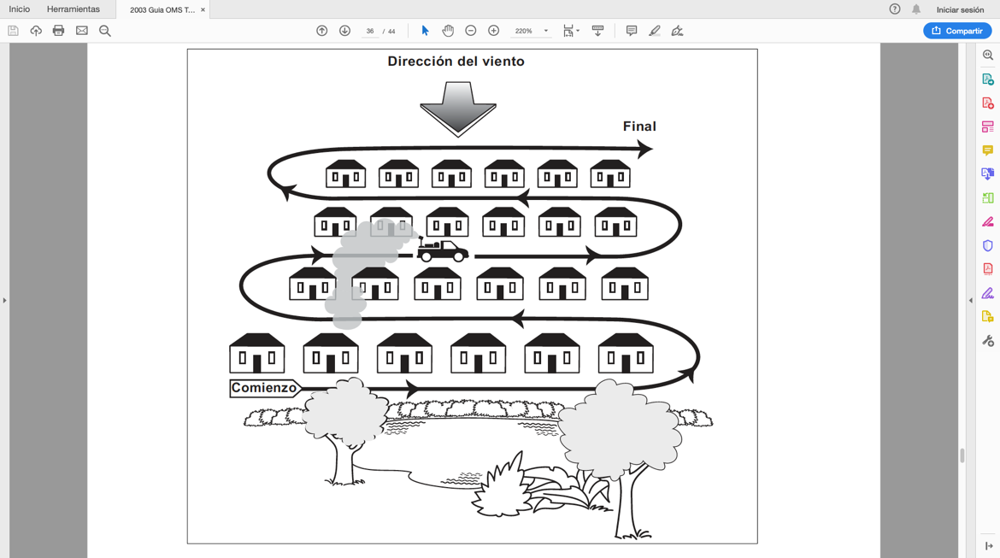 Inicio Herramientas 2003 Guia OMS T... × Iniciar sesión
36 / 44 220% Compartir
Dirección del viento
Final
Comienzo